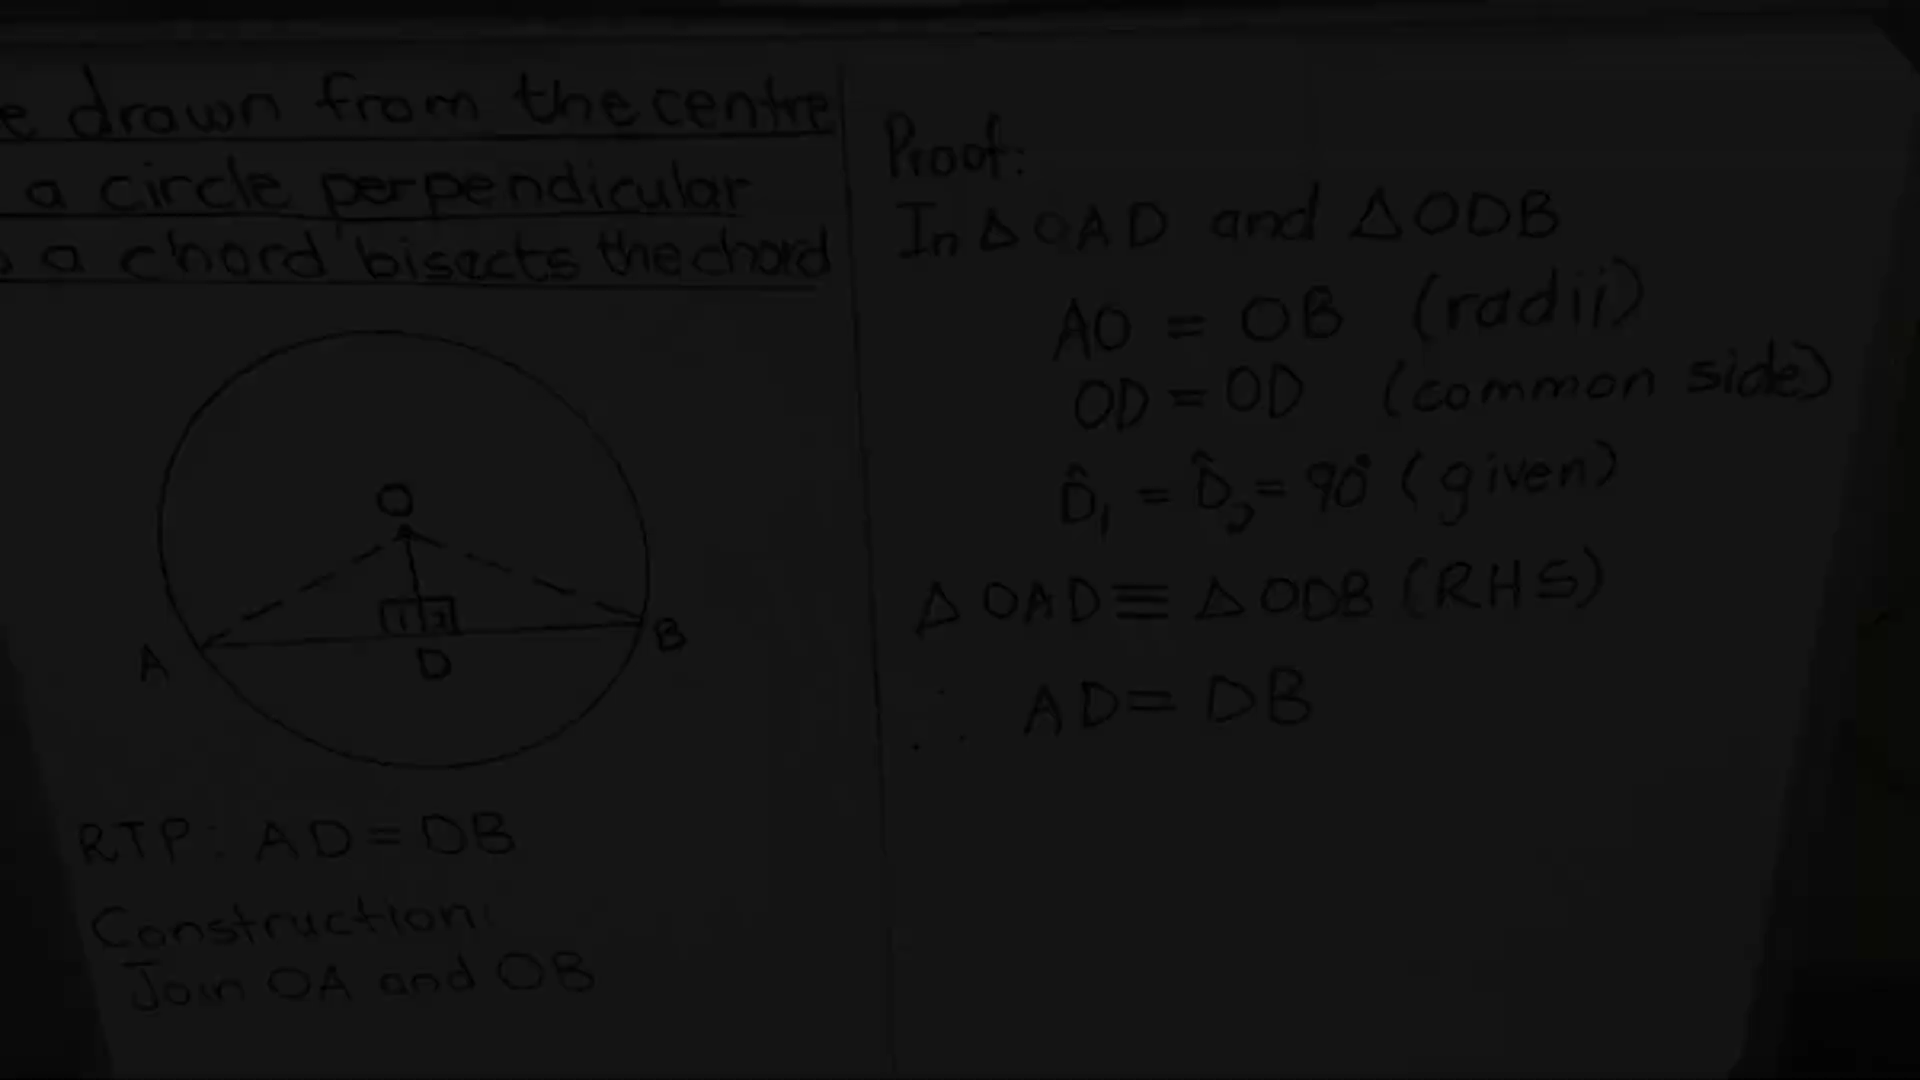 e drawn from the centre
a circle perpendicular
o a chord bisects the chord
O
1 2
A
D
B
RTP: AD = DB
Construction:
Join OA and OB
Proof:
In △OAD and △ODB
AO = OB (radii)
OD = OD (common side)
D̂₁ = D̂₂ = 90° (given)
△OAD ≡ △ODB (RHS)
∴ AD = DB